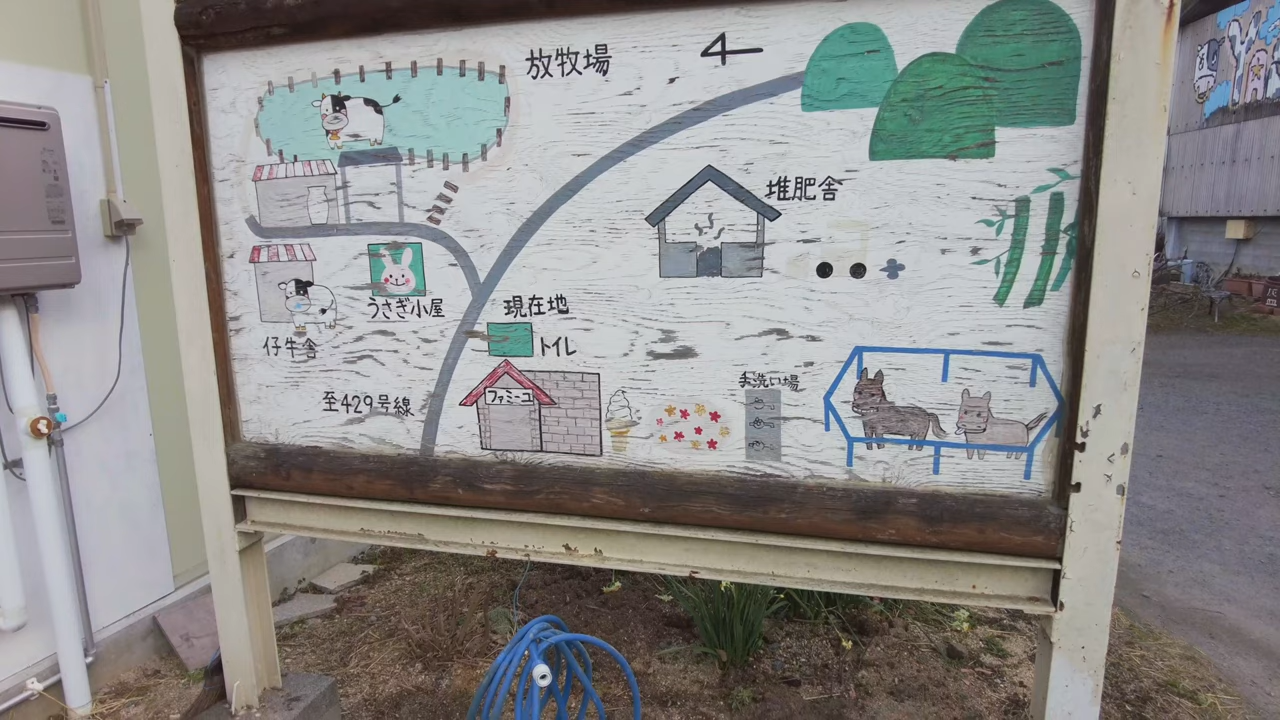 放牧場
堆肥舎
うさぎ小屋
現在地
トイレ
仔牛舎
手洗い場
ファミーユ
至429号線